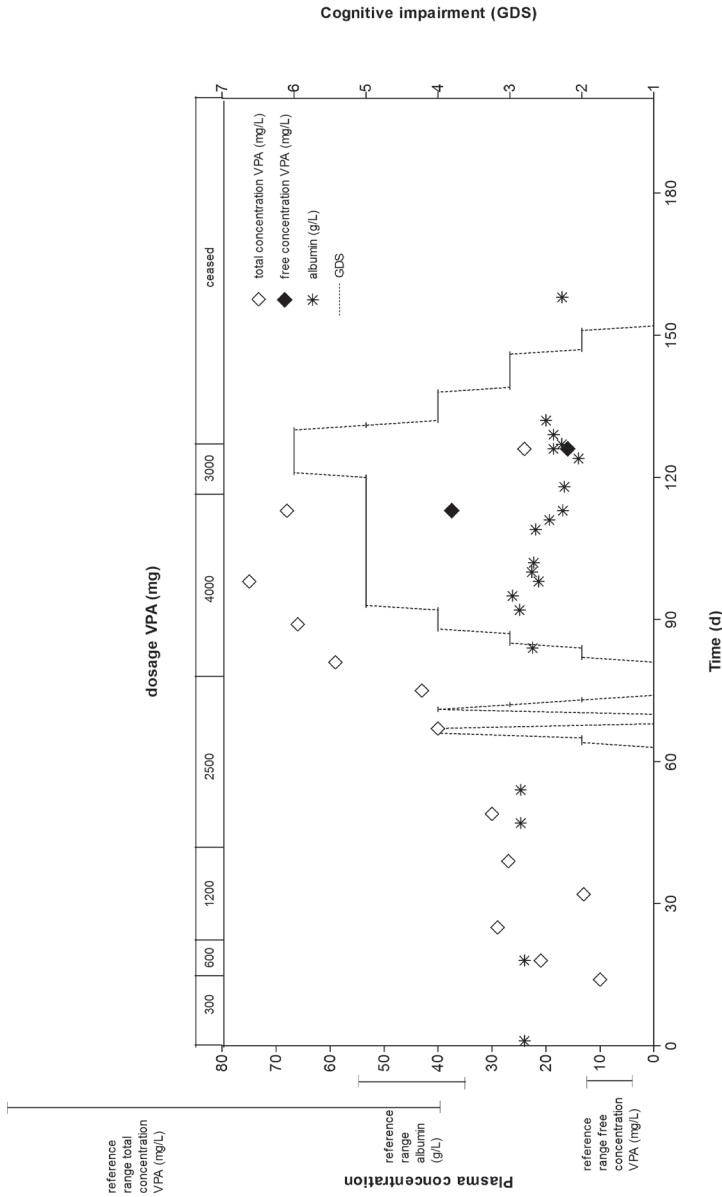 dosage VPA (mg)
300
600
1200
2500
4000
3000
ceased
total concentration VPA (mg/L)
free concentration VPA (mg/L)
albumin (g/L)
GDS
Cognitive impairment (GDS)
7
6
5
4
3
2
1
Plasma concentration
80
70
60
50
40
30
20
10
0
reference
range total
concentration
VPA (mg/L)
reference
range
albumin
(g/L)
reference
range free
concentration
VPA (mg/L)
0
30
60
90
120
150
180
Time (d)